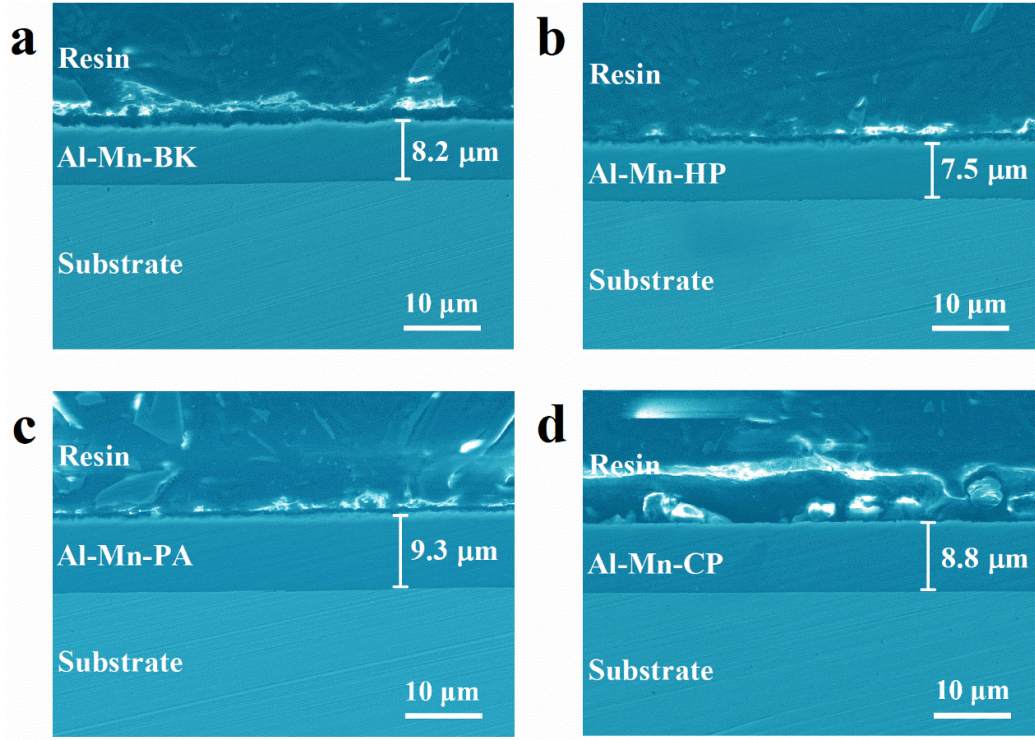 a
Resin
Al-Mn-BK
8.2 μm
Substrate
10 μm
b
Resin
Al-Mn-HP
7.5 μm
Substrate
10 μm
c
Resin
Al-Mn-PA
9.3 μm
Substrate
10 μm
d
Resin
Al-Mn-CP
8.8 μm
Substrate
10 μm